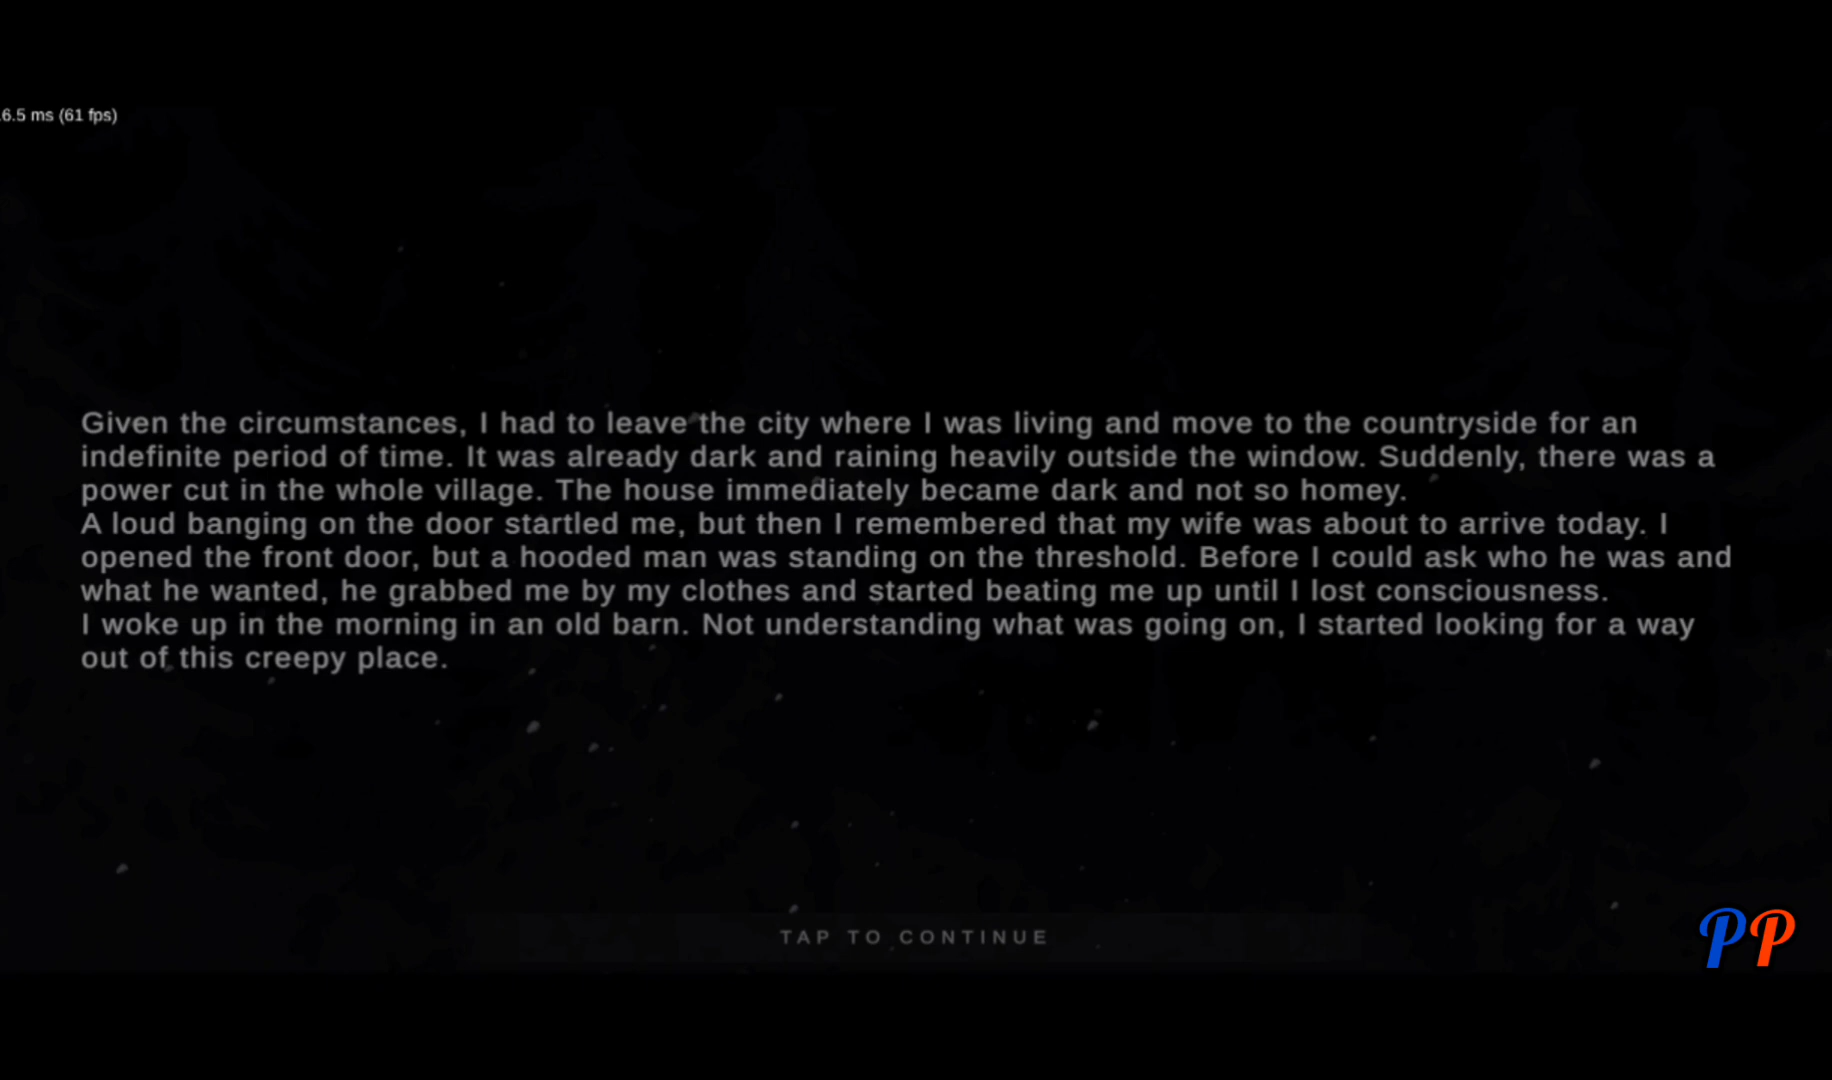 .6.5 ms (61 fps)
Given the circumstances, I had to leave the city where I was living and move to the countryside for an
indefinite period of time. It was already dark and raining heavily outside the window. Suddenly, there was a
power cut in the whole village. The house immediately became dark and not so homey.
A loud banging on the door startled me, but then I remembered that my wife was about to arrive today. I
opened the front door, but a hooded man was standing on the threshold. Before I could ask who he was and
what he wanted, he grabbed me by my clothes and started beating me up until I lost consciousness.
I woke up in the morning in an old barn. Not understanding what was going on, I started looking for a way
out of this creepy place.
TAP TO CONTINUE
PP